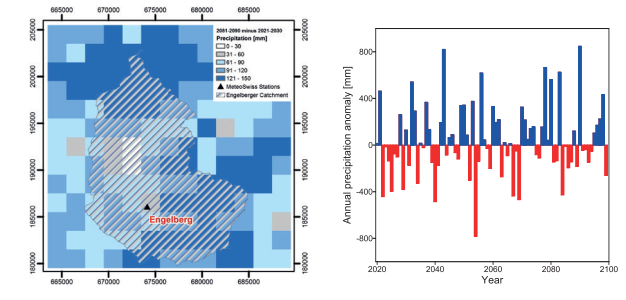 665000 670000 675000 680000 685000
205000
200000
195000
190000
185000
180000
2081-2090 minus 2021-2030
Precipitation [mm]
0 - 30
31 - 60
61 - 90
91 - 120
121 - 150
MeteoSwiss Stations
Engelberger Catchment
Engelberg
205000
200000
195000
190000
185000
180000
665000 670000 675000 680000 685000
Annual precipitation anomaly [mm]
800
400
0
-400
-800
2020 2040 2060 2080 2100
Year